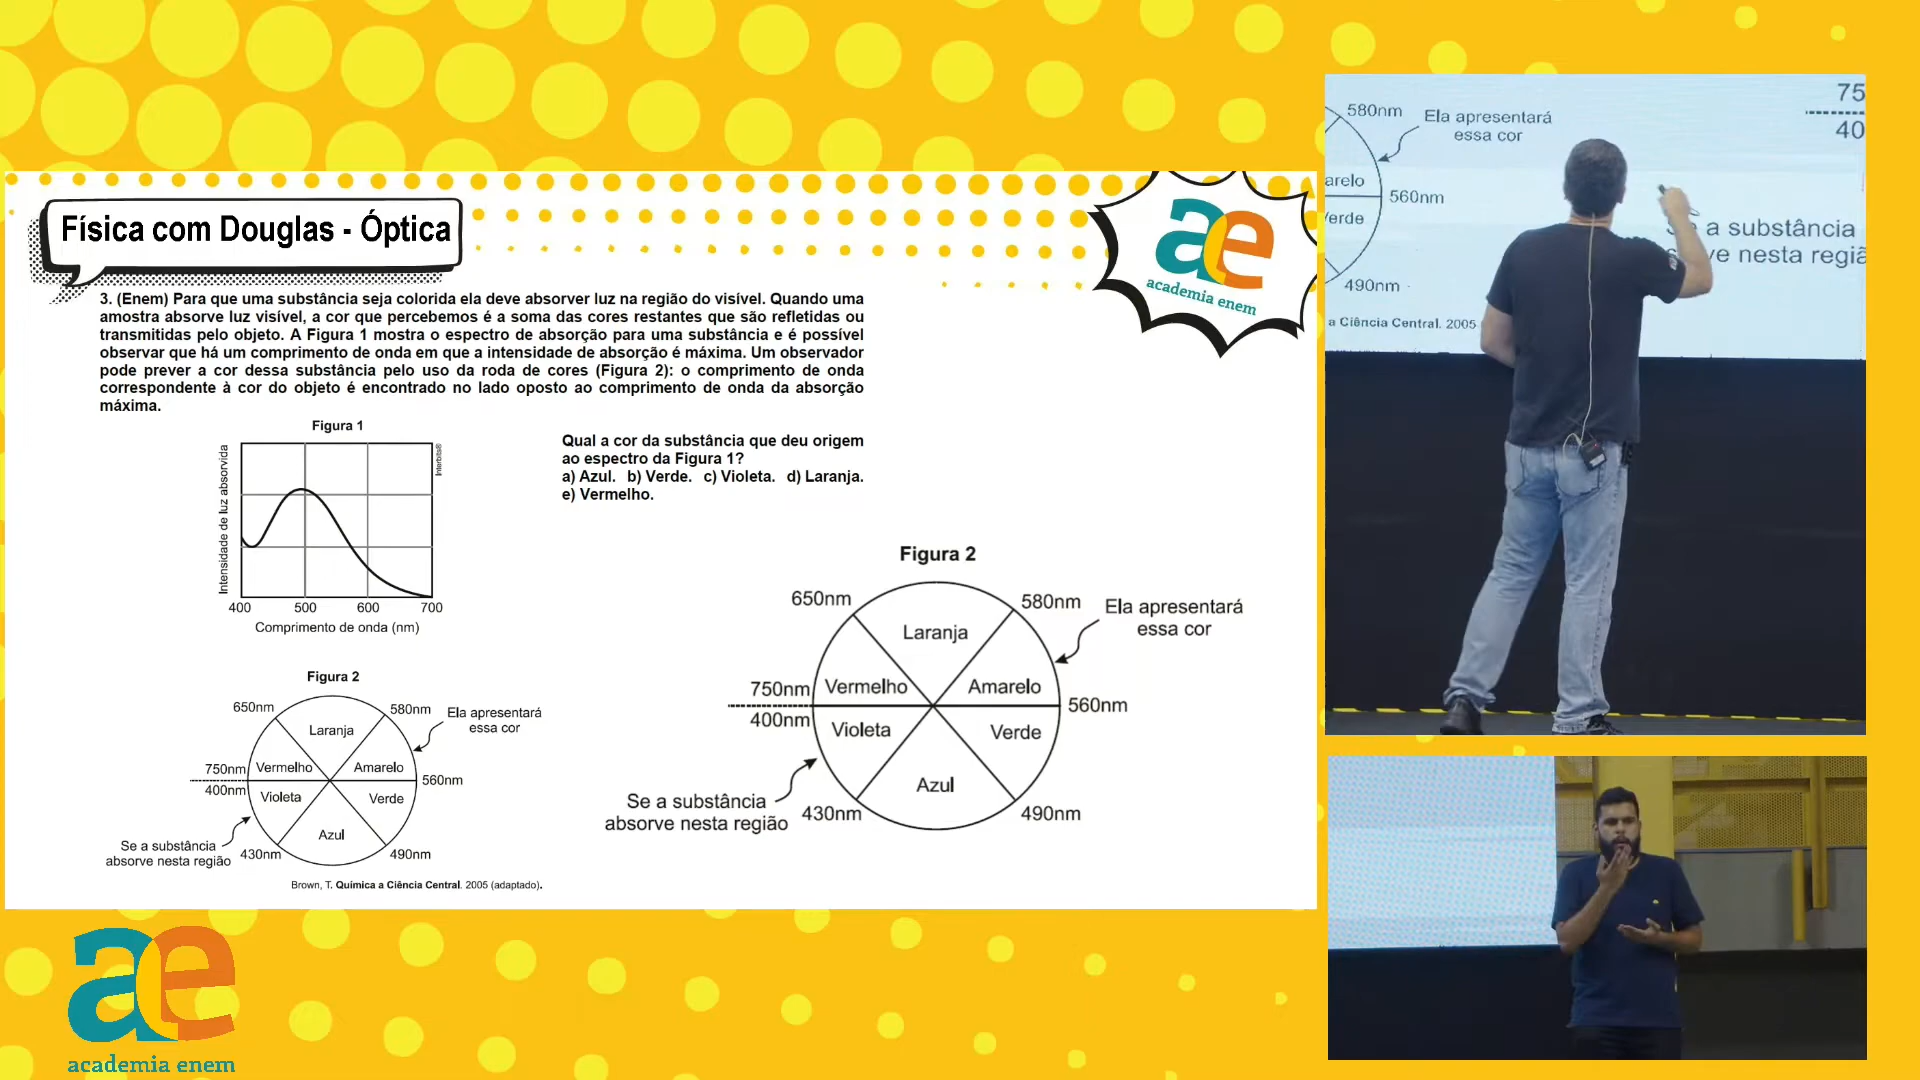 Física com Douglas - Óptica
ae
academia enem
3. (Enem) Para que uma substância seja colorida ela deve absorver luz na região do visível. Quando uma
amostra absorve luz visível, a cor que percebemos é a soma das cores restantes que são refletidas ou
transmitidas pelo objeto. A Figura 1 mostra o espectro de absorção para uma substância e é possível
observar que há um comprimento de onda em que a intensidade de absorção é máxima. Um observador
pode prever a cor dessa substância pelo uso da roda de cores (Figura 2): o comprimento de onda
correspondente à cor do objeto é encontrado no lado oposto ao comprimento de onda da absorção
máxima.
Figura 1
Intensidade de luz absorvida
Interbits®
400 500 600 700
Comprimento de onda (nm)
Qual a cor da substância que deu origem
ao espectro da Figura 1?
a) Azul. b) Verde. c) Violeta. d) Laranja.
e) Vermelho.
Figura 2
650nm
580nm
Ela apresentará
essa cor
Laranja
750nm
Vermelho
Amarelo
560nm
400nm
Violeta
Verde
Azul
Se a substância
absorve nesta região
430nm
490nm
Brown, T. Química a Ciência Central. 2005 (adaptado).
Figura 2
650nm
580nm
Ela apresentará
essa cor
Laranja
750nm
Vermelho
Amarelo
560nm
400nm
Violeta
Verde
Azul
Se a substância
absorve nesta região
430nm
490nm
ae
academia enem
580nm
Ela apresentará
essa cor
75
40
arelo
560nm
erde
a substância
ve nesta regiã
490nm
a Ciência Central. 2005